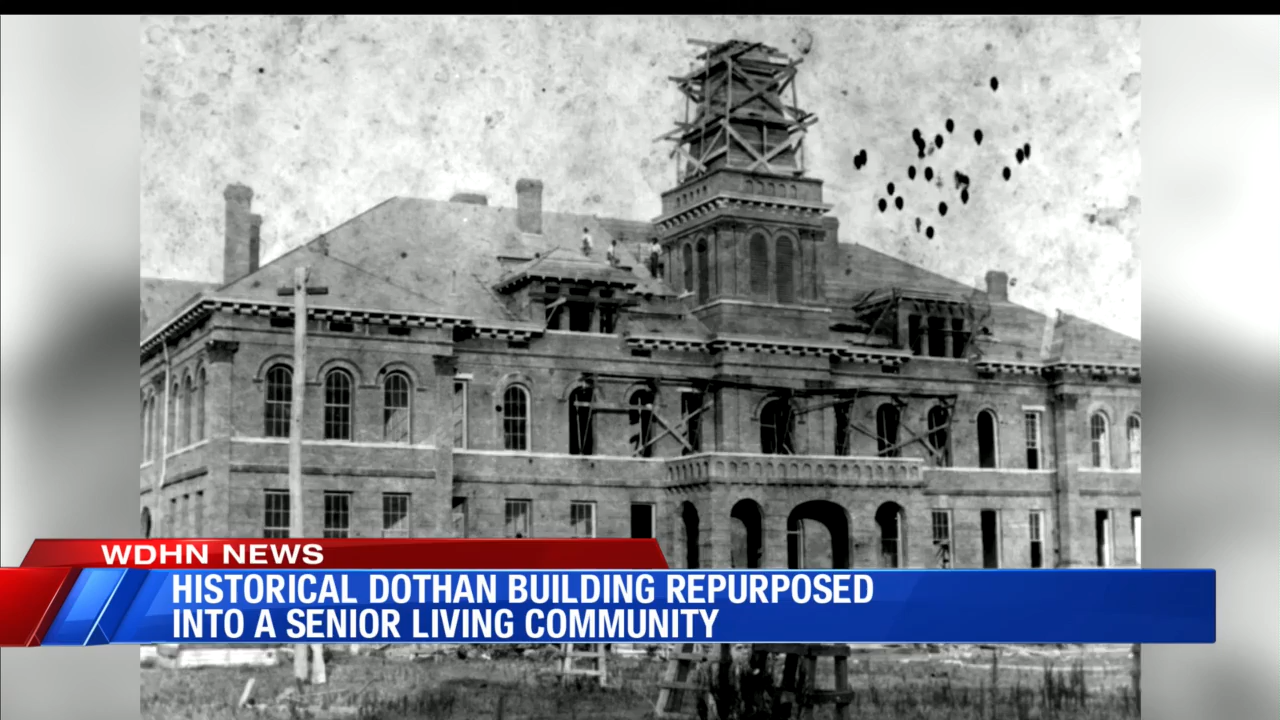 WDHN NEWS
HISTORICAL DOTHAN BUILDING REPURPOSED
INTO A SENIOR LIVING COMMUNITY